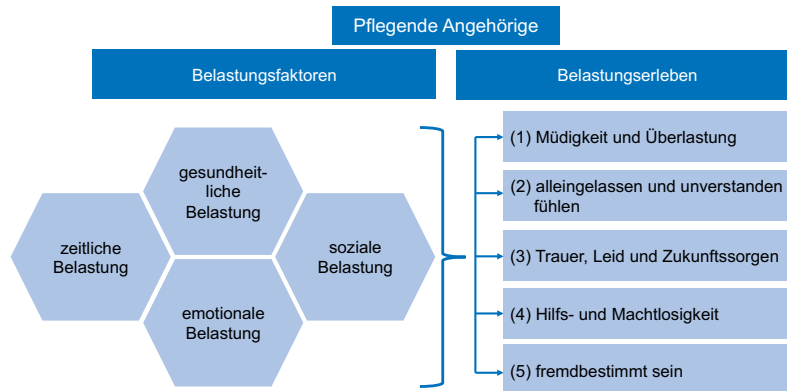 Pflegende Angehörige
Belastungsfaktoren
Belastungserleben
gesundheit-
liche
Belastung
zeitliche
Belastung
soziale
Belastung
emotionale
Belastung
(1) Müdigkeit und Überlastung
(2) alleingelassen und unverstanden
fühlen
(3) Trauer, Leid und Zukunftssorgen
(4) Hilfs- und Machtlosigkeit
(5) fremdbestimmt sein